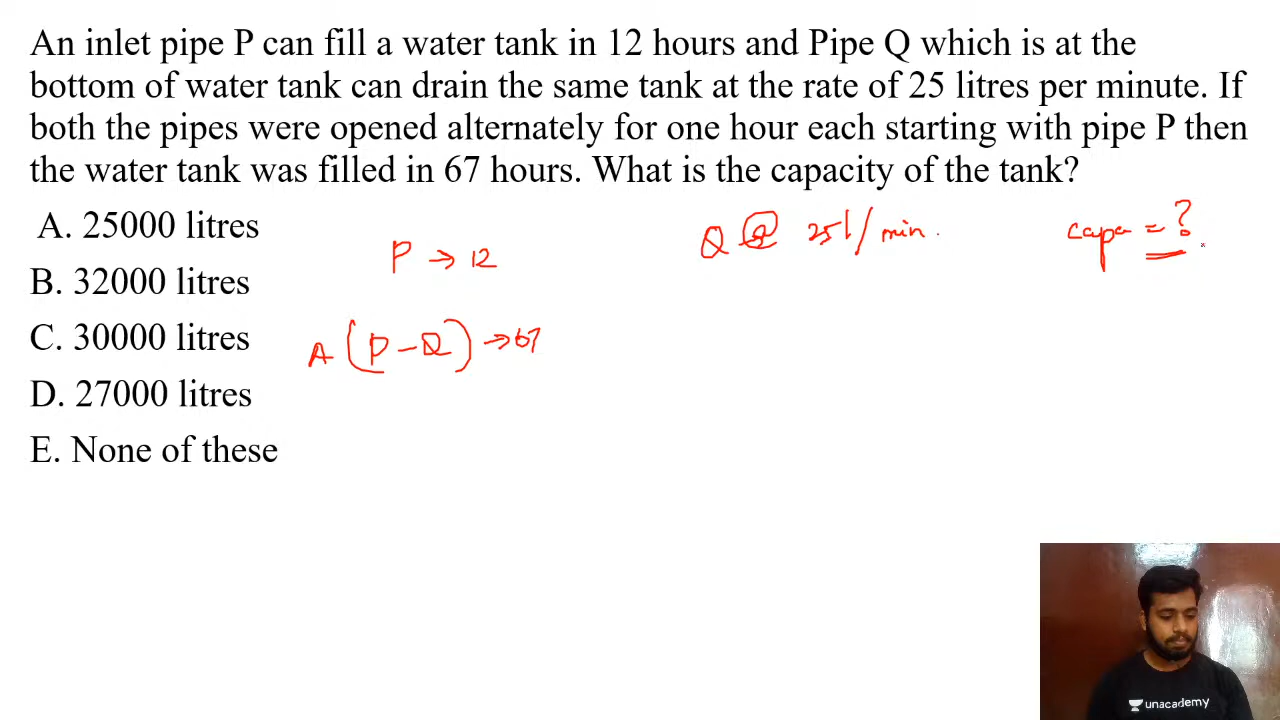 An inlet pipe P can fill a water tank in 12 hours and Pipe Q which is at the
bottom of water tank can drain the same tank at the rate of 25 litres per minute. If
both the pipes were opened alternately for one hour each starting with pipe P then
the water tank was filled in 67 hours. What is the capacity of the tank?
A. 25000 litres
B. 32000 litres
C. 30000 litres
D. 27000 litres
E. None of these
P → 12
Q @ 25l/min.
capa = ?
A (P - Q) → 67
unacademy